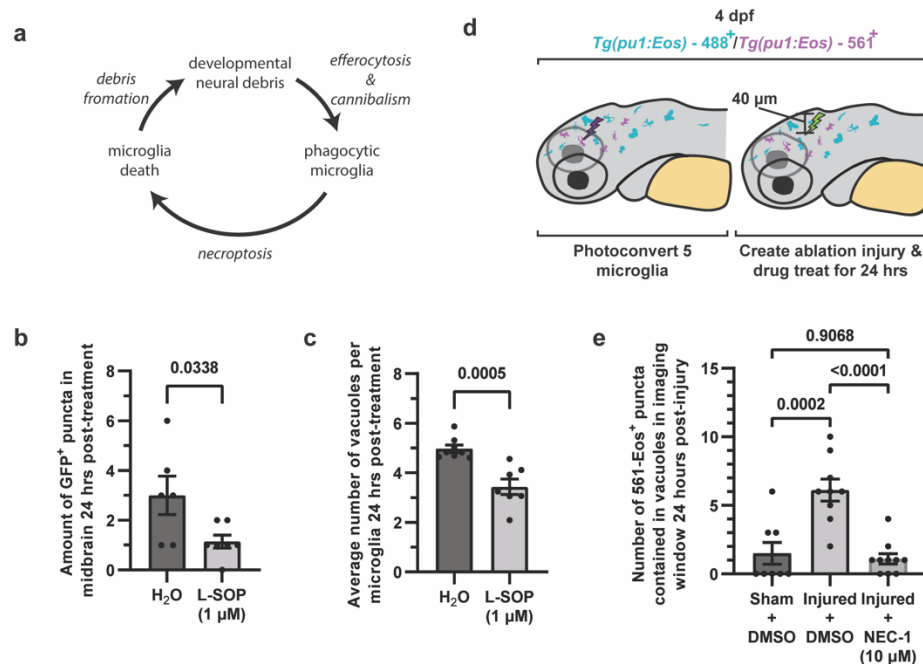 a
debris
fromation
developmental
neural debris
efferocytosis
&
cannibalism
microglia
death
phagocytic
microglia
necroptosis
d
4 dpf
Tg(pu1:Eos) - 488+/Tg(pu1:Eos) - 561+
40 µm
Photoconvert 5
microglia
Create ablation injury &
drug treat for 24 hrs
b
Amount of GFP+ puncta in
midbrain 24 hrs post-treatment
8
6
4
2
0
0.0338
H2O
L-SOP
(1 µM)
c
Average number of vacuoles per
microglia 24 hrs post-treatment
8
6
4
2
0
0.0005
H2O
L-SOP
(1 µM)
e
Number of 561-Eos+ puncta
contained in vacuoles in imaging
window 24 hours post-injury
15
10
5
0
0.9068
<0.0001
0.0002
Sham
+
DMSO
Injured
+
DMSO
Injured
+
NEC-1
(10 µM)